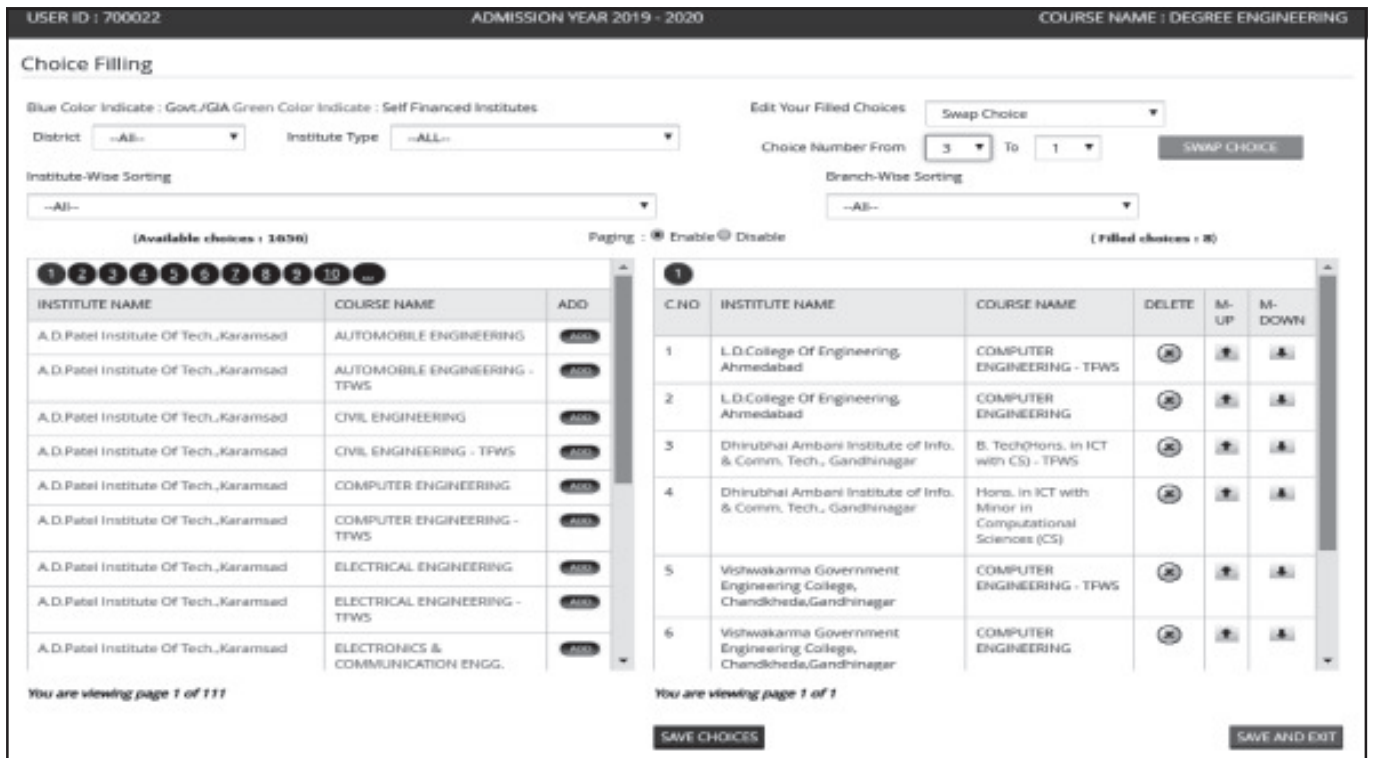 USER ID : 700022 ADMISSION YEAR 2019 - 2020 COURSE NAME : DEGREE ENGINEERING
Choice Filling
Blue Color Indicate : Govt./GIA Green Color Indicate : Self Financed Institutes
Edit Your Filled Choices Swap Choice
District --All-- Institute Type --ALL--
Choice Number From 3 To 1 SWAP CHOICE
Institute-Wise Sorting Branch-Wise Sorting
--All-- --All--
(Available choices : 1656) Paging : Enable Disable ( Filled choices : 8)
1 2 3 4 5 6 7 8 9 10 ...
INSTITUTE NAME COURSE NAME ADD
A.D.Patel Institute Of Tech.,Karamsad AUTOMOBILE ENGINEERING ADD
A.D.Patel Institute Of Tech.,Karamsad AUTOMOBILE ENGINEERING - ADD
TFWS
A.D.Patel Institute Of Tech.,Karamsad CIVIL ENGINEERING ADD
A.D.Patel Institute Of Tech.,Karamsad CIVIL ENGINEERING - TFWS ADD
A.D.Patel Institute Of Tech.,Karamsad COMPUTER ENGINEERING ADD
A.D.Patel Institute Of Tech.,Karamsad COMPUTER ENGINEERING - ADD
TFWS
A.D.Patel Institute Of Tech.,Karamsad ELECTRICAL ENGINEERING ADD
A.D.Patel Institute Of Tech.,Karamsad ELECTRICAL ENGINEERING - ADD
TFWS
A.D.Patel Institute Of Tech.,Karamsad ELECTRONICS & ADD
COMMUNICATION ENGG.
You are viewing page 1 of 111
1
C.NO INSTITUTE NAME COURSE NAME DELETE M- M-
UP DOWN
1 L.D.College Of Engineering, COMPUTER
Ahmedabad ENGINEERING - TFWS
2 L.D.College Of Engineering, COMPUTER
Ahmedabad ENGINEERING
3 Dhirubhai Ambani Institute of Info. B. Tech(Hons. in ICT
& Comm. Tech., Gandhinagar with CS) - TFWS
4 Dhirubhai Ambani Institute of Info. Hons. in ICT with
& Comm. Tech., Gandhinagar Minor in
Computational
Sciences (CS)
5 Vishwakarma Government COMPUTER
Engineering College, ENGINEERING - TFWS
Chandkheda,Gandhinagar
6 Vishwakarma Government COMPUTER
Engineering College, ENGINEERING
Chandkheda,Gandhinagar
You are viewing page 1 of 1
SAVE CHOICES SAVE AND EXIT